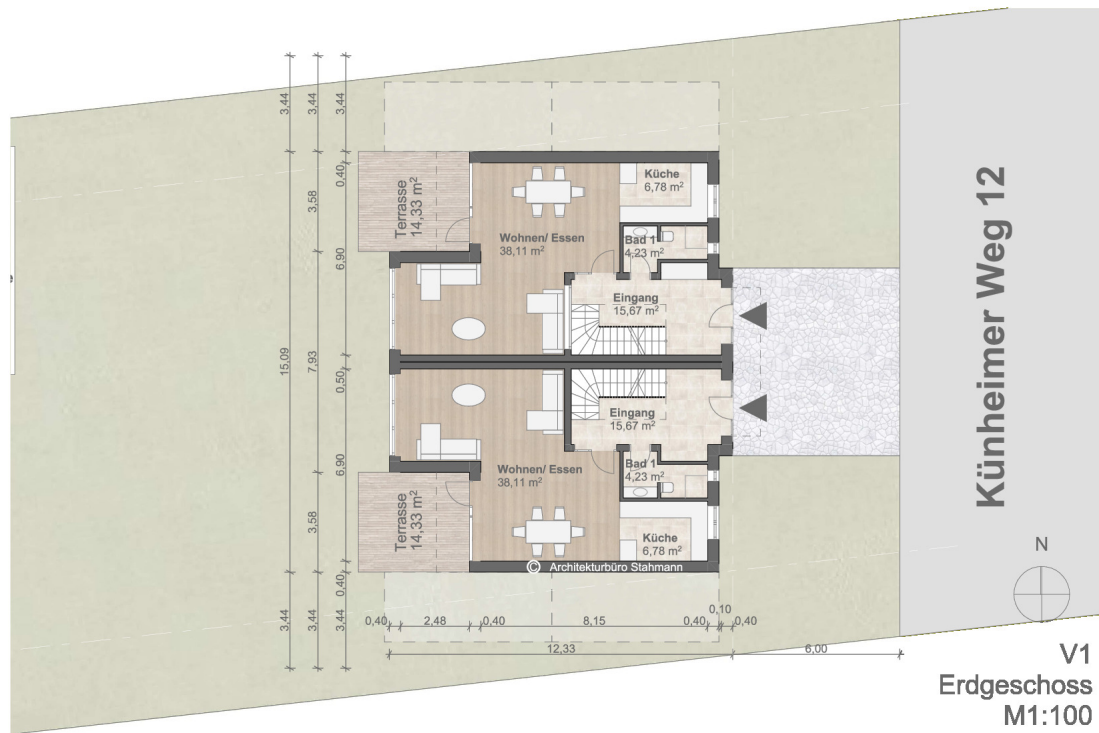 3,44
3,44
3,44
0,40
3,58
6,90
15,09
7,93
0,50
6,90
3,58
0,40
3,44
3,44
3,44
Terrasse
14,33 m²
Küche
6,78 m²
Wohnen/ Essen
38,11 m²
Bad 1
4,23 m²
Eingang
15,67 m²
Eingang
15,67 m²
Bad 1
4,23 m²
Wohnen/ Essen
38,11 m²
Terrasse
14,33 m²
Küche
6,78 m²
© Architekturbüro Stahmann
0,10
0,40 2,48 0,40 8,15 0,40 0,40
12,33 6,00
Künheimer Weg 12
N
V1
Erdgeschoss
M1:100